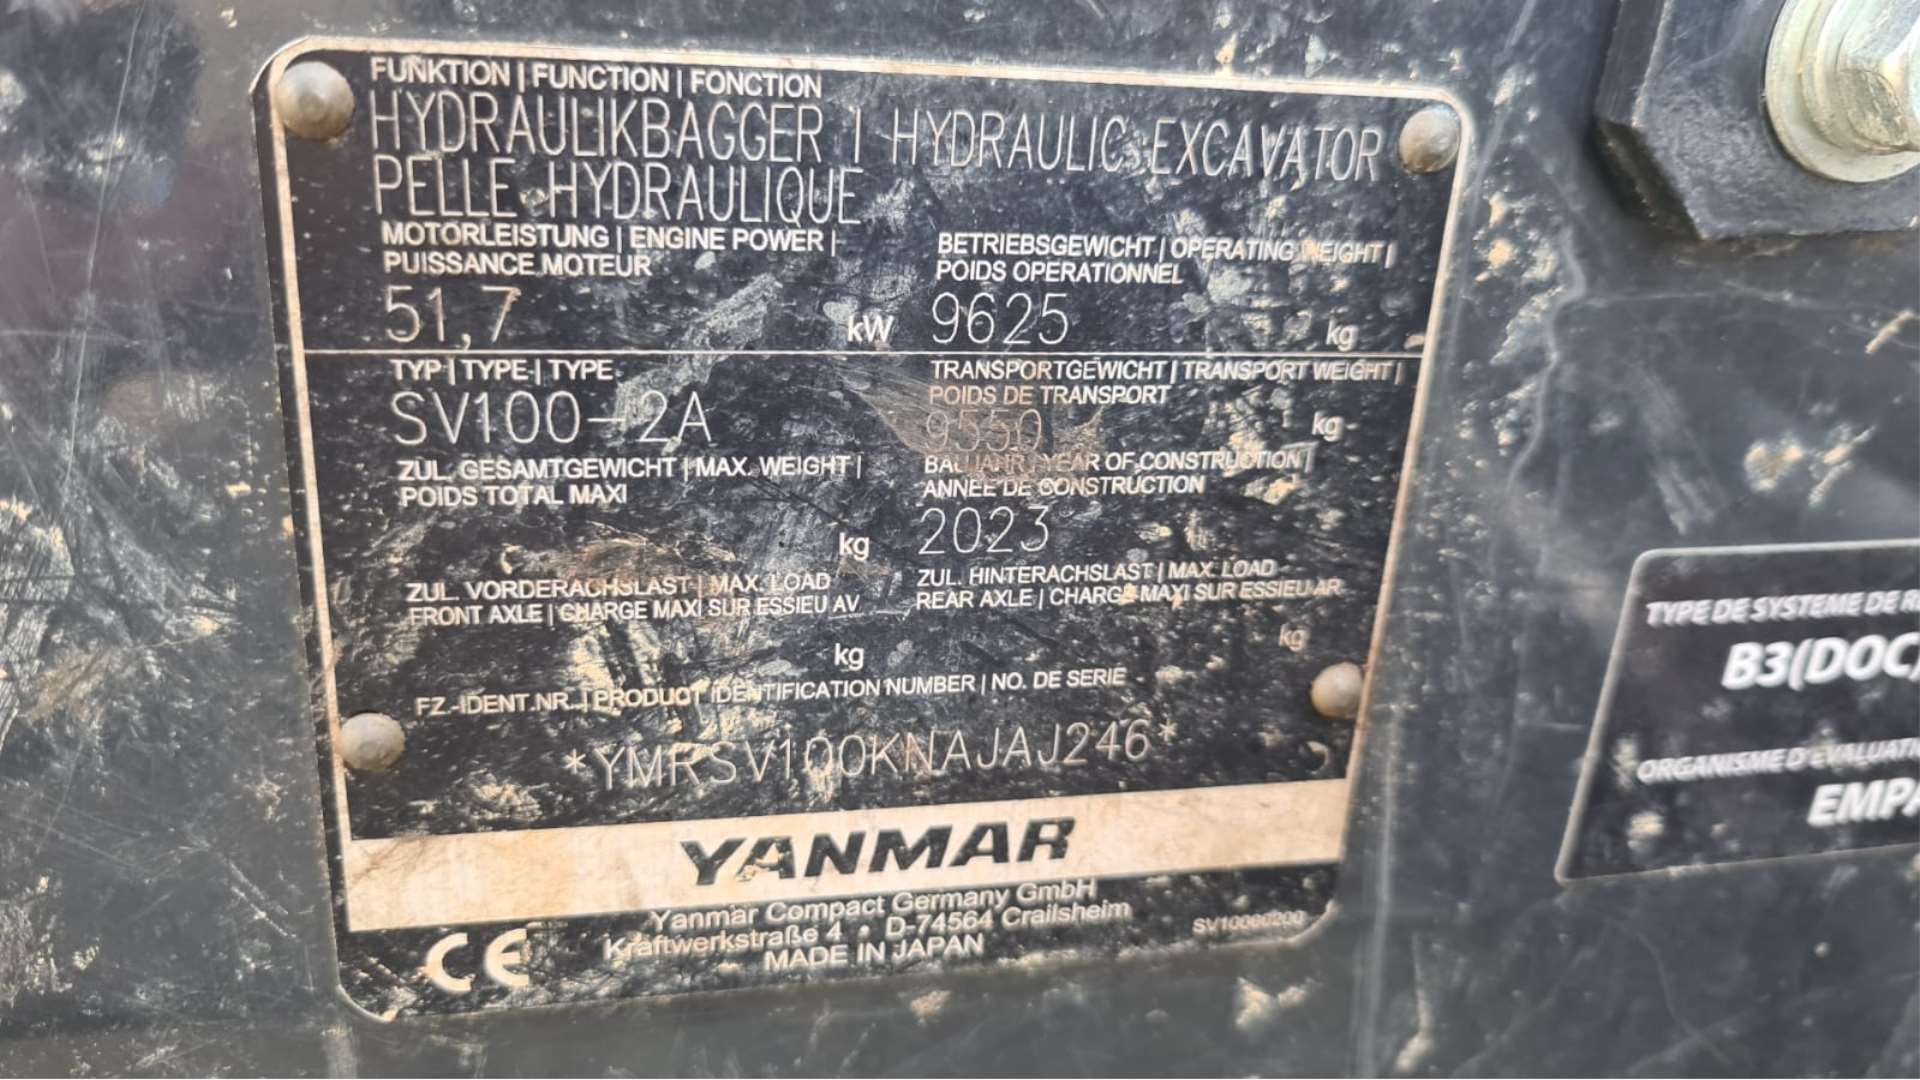 FUNKTION | FUNCTION | FONCTION
HYDRAULIKBAGGER | HYDRAULIC EXCAVATOR
PELLE HYDRAULIQUE
MOTORLEISTUNG | ENGINE POWER |
PUISSANCE MOTEUR
51,7 kW
BETRIEBSGEWICHT | OPERATING WEIGHT |
POIDS OPERATIONNEL
9625 kg
TYP | TYPE | TYPE
SV100-2A
TRANSPORTGEWICHT | TRANSPORT WEIGHT |
POIDS DE TRANSPORT
9550 kg
ZUL. GESAMTGEWICHT | MAX. WEIGHT |
POIDS TOTAL MAXI
kg
BAUJAHR | YEAR OF CONSTRUCTION |
ANNEE DE CONSTRUCTION
2023
ZUL. VORDERACHSLAST | MAX. LOAD
FRONT AXLE | CHARGE MAXI SUR ESSIEU AV
kg
ZUL. HINTERACHSLAST | MAX. LOAD
REAR AXLE | CHARGE MAXI SUR ESSIEU AR
kg
FZ.-IDENT.NR. | PRODUCT IDENTIFICATION NUMBER | NO. DE SERIE
*YMRSV100KNAJAJ246*
YANMAR
Yanmar Compact Germany GmbH
Kraftwerkstraße 4 • D-74564 Crailsheim
MADE IN JAPAN
CE
SV10060200
TYPE DE SYSTEME DE
B3(DOC)
ORGANISME D'EVALUATI
EMPA